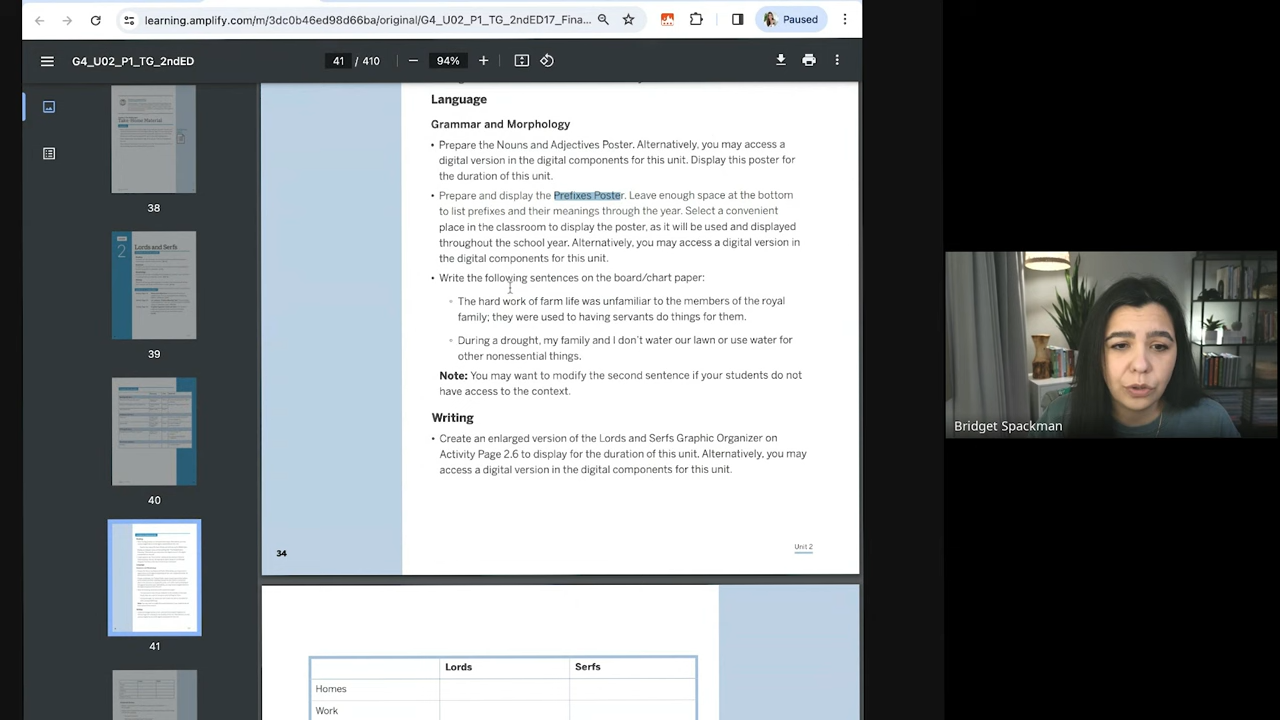 learning.amplify.com/m/3dc0b46ed98d66ba/original/G4_U02_P1_TG_2ndED17_Fina...
Paused
G4_U02_P1_TG_2ndED
41 / 410
94%
Language
Grammar and Morphology
• Prepare the Nouns and Adjectives Poster. Alternatively, you may access a
digital version in the digital components for this unit. Display this poster for
the duration of this unit.
• Prepare and display the Prefixes Poster. Leave enough space at the bottom
to list prefixes and their meanings through the year. Select a convenient
place in the classroom to display the poster, as it will be used and displayed
throughout the school year. Alternatively, you may access a digital version in
the digital components for this unit.
• Write the following sentences on the board/chart paper:
The hard work of farm life was unfamiliar to the members of the royal
family; they were used to having servants do things for them.
During a drought, my family and I don't water our lawn or use water for
other nonessential things.
Note: You may want to modify the second sentence if your students do not
have access to the context.
Writing
• Create an enlarged version of the Lords and Serfs Graphic Organizer on
Activity Page 2.6 to display for the duration of this unit. Alternatively, you may
access a digital version in the digital components for this unit.
34
Unit 2
Lords
Serfs
Homes
Work
Take-Home Material
38
2
Lords and Serfs
39
40
41
Bridget Spackman